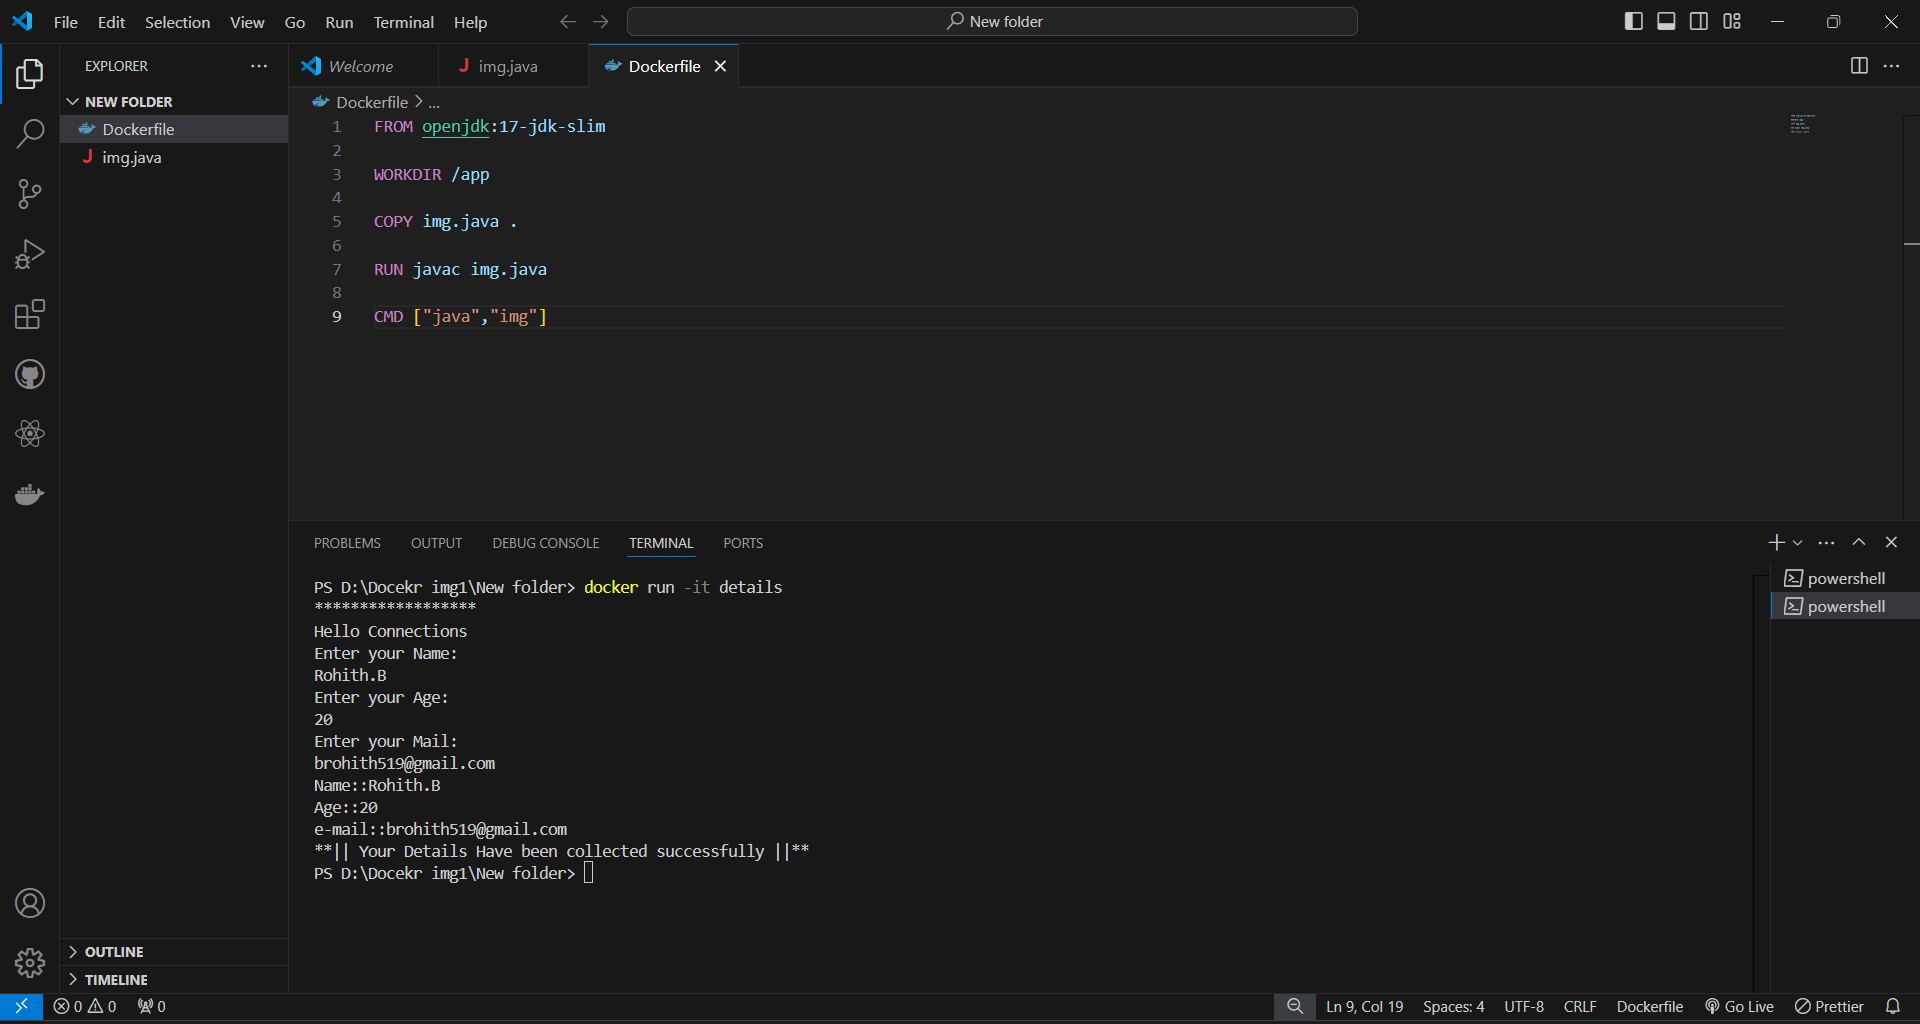 File Edit Selection View Go Run Terminal Help
New folder
EXPLORER
NEW FOLDER
Dockerfile
img.java
OUTLINE
TIMELINE
Welcome
img.java
Dockerfile
Dockerfile > ...
1 FROM openjdk:17-jdk-slim
2
3 WORKDIR /app
4
5 COPY img.java .
6
7 RUN javac img.java
8
9 CMD ["java","img"]
PROBLEMS OUTPUT DEBUG CONSOLE TERMINAL PORTS
PS D:\Docekr img1\New folder> docker run -it details
******************
Hello Connections
Enter your Name:
Rohith.B
Enter your Age:
20
Enter your Mail:
brohith519@gmail.com
Name::Rohith.B
Age::20
e-mail::brohith519@gmail.com
**|| Your Details Have been collected successfully ||**
PS D:\Docekr img1\New folder>
powershell
powershell
0 0 0
Ln 9, Col 19 Spaces: 4 UTF-8 CRLF Dockerfile Go Live Prettier